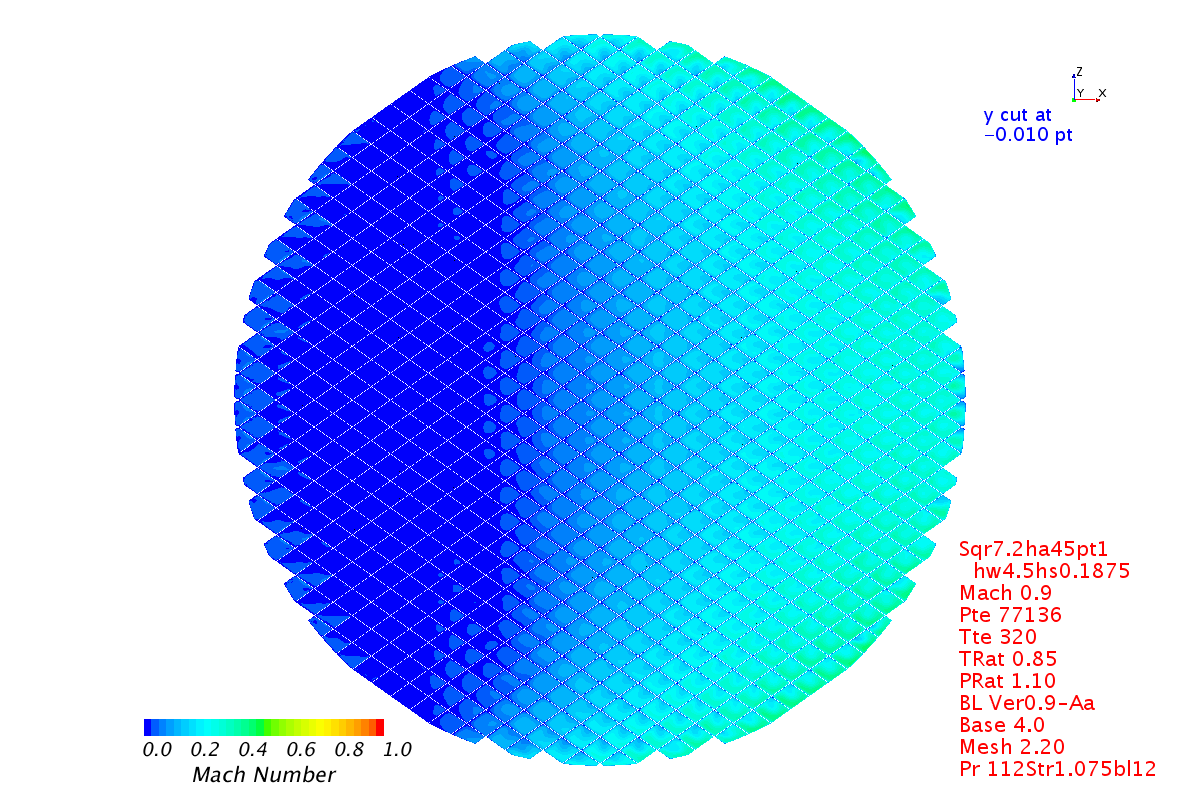 Z
Y X
y cut at
−0.010 pt
Sqr7.2ha45pt1
hw4.5hs0.1875
Mach 0.9
Pte 77136
Tte 320
TRat 0.85
PRat 1.10
BL Ver0.9−Aa
Base 4.0
Mesh 2.20
Pr 112Str1.075bl12
0.0 0.2 0.4 0.6 0.8 1.0
Mach Number